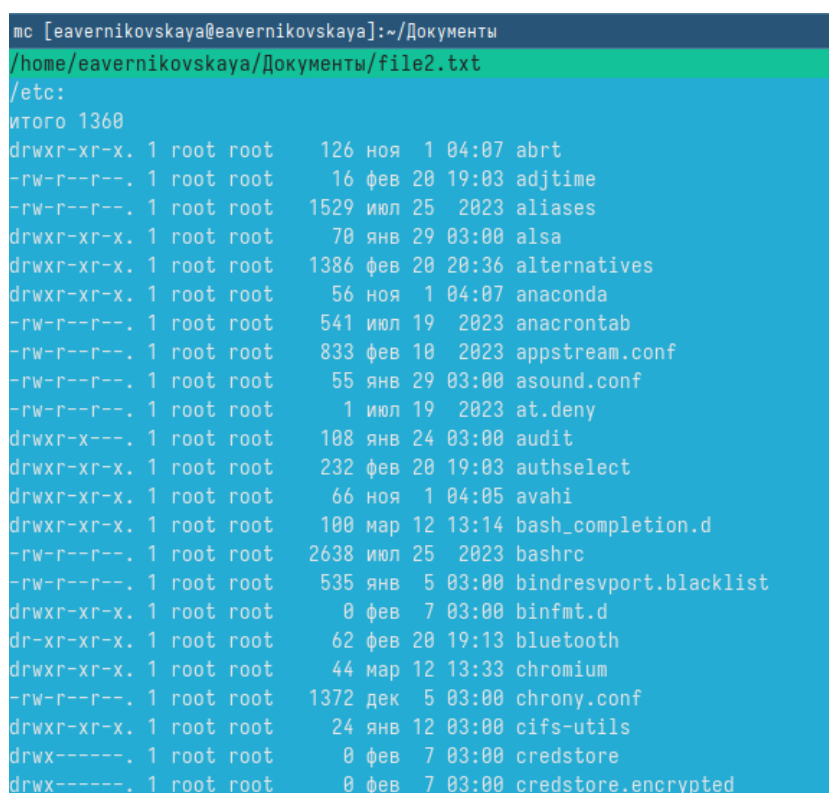 mc [eavernikovskaya@eavernikovskaya]:~/Документы
/home/eavernikovskaya/Документы/file2.txt
/etc:
итого 1360
drwxr-xr-x. 1 root root    126 ноя  1 04:07 abrt
-rw-r--r--. 1 root root     16 фев 20 19:03 adjtime
-rw-r--r--. 1 root root   1529 июл 25  2023 aliases
drwxr-xr-x. 1 root root     70 янв 29 03:00 alsa
drwxr-xr-x. 1 root root   1386 фев 20 20:36 alternatives
drwxr-xr-x. 1 root root     56 ноя  1 04:07 anaconda
-rw-r--r--. 1 root root    541 июл 19  2023 anacrontab
-rw-r--r--. 1 root root    833 фев 10  2023 appstream.conf
-rw-r--r--. 1 root root     55 янв 29 03:00 asound.conf
-rw-r--r--. 1 root root      1 июл 19  2023 at.deny
drwxr-x---. 1 root root    108 янв 24 03:00 audit
drwxr-xr-x. 1 root root    232 фев 20 19:03 authselect
drwxr-xr-x. 1 root root     66 ноя  1 04:05 avahi
drwxr-xr-x. 1 root root    100 мар 12 13:14 bash_completion.d
-rw-r--r--. 1 root root   2638 июл 25  2023 bashrc
-rw-r--r--. 1 root root    535 янв  5 03:00 bindresvport.blacklist
drwxr-xr-x. 1 root root      0 фев  7 03:00 binfmt.d
dr-xr-xr-x. 1 root root     62 фев 20 19:13 bluetooth
drwxr-xr-x. 1 root root     44 мар 12 13:33 chromium
-rw-r--r--. 1 root root   1372 дек  5 03:00 chrony.conf
drwxr-xr-x. 1 root root     24 янв 12 03:00 cifs-utils
drwx------. 1 root root      0 фев  7 03:00 credstore
drwx------. 1 root root      0 фев  7 03:00 credstore.encrypted